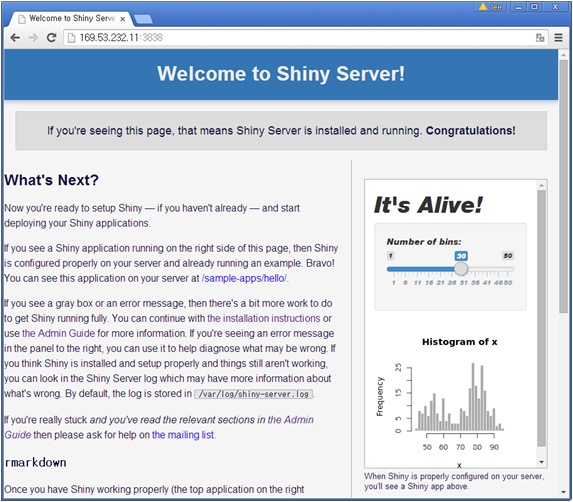 Welcome to Shiny Serve
Tee
169.53.232.11:3838
Welcome to Shiny Server!
If you're seeing this page, that means Shiny Server is installed and running. Congratulations!
What's Next?
Now you're ready to setup Shiny — if you haven't already — and start
deploying your Shiny applications.
If you see a Shiny application running on the right side of this page, then Shiny
is configured properly on your server and already running an example. Bravo!
You can see this application on your server at /sample-apps/hello/.
If you see a gray box or an error message, then there's a bit more work to do
to get Shiny running fully. You can continue with the installation instructions or
use the Admin Guide for more information. If you're seeing an error message
in the panel to the right, you can use it to help diagnose what may be wrong. If
you think Shiny is installed and setup properly and things still aren't working,
you can look in the Shiny Server log which may have more information about
what's wrong. By default, the log is stored in /var/log/shiny-server.log.
If you're really stuck and you've read the relevant sections in the Admin
Guide then please ask for help on the mailing list.
rmarkdown
Once you have Shiny working properly (the top application on the right
It's Alive!
Number of bins:
1 30 50
1 6 11 16 21 26 31 36 41 46 50
Histogram of x
Frequency
0 5 15 25
50 60 70 80 90
x
When Shiny is properly configured on your server,
you'll see a Shiny app above.